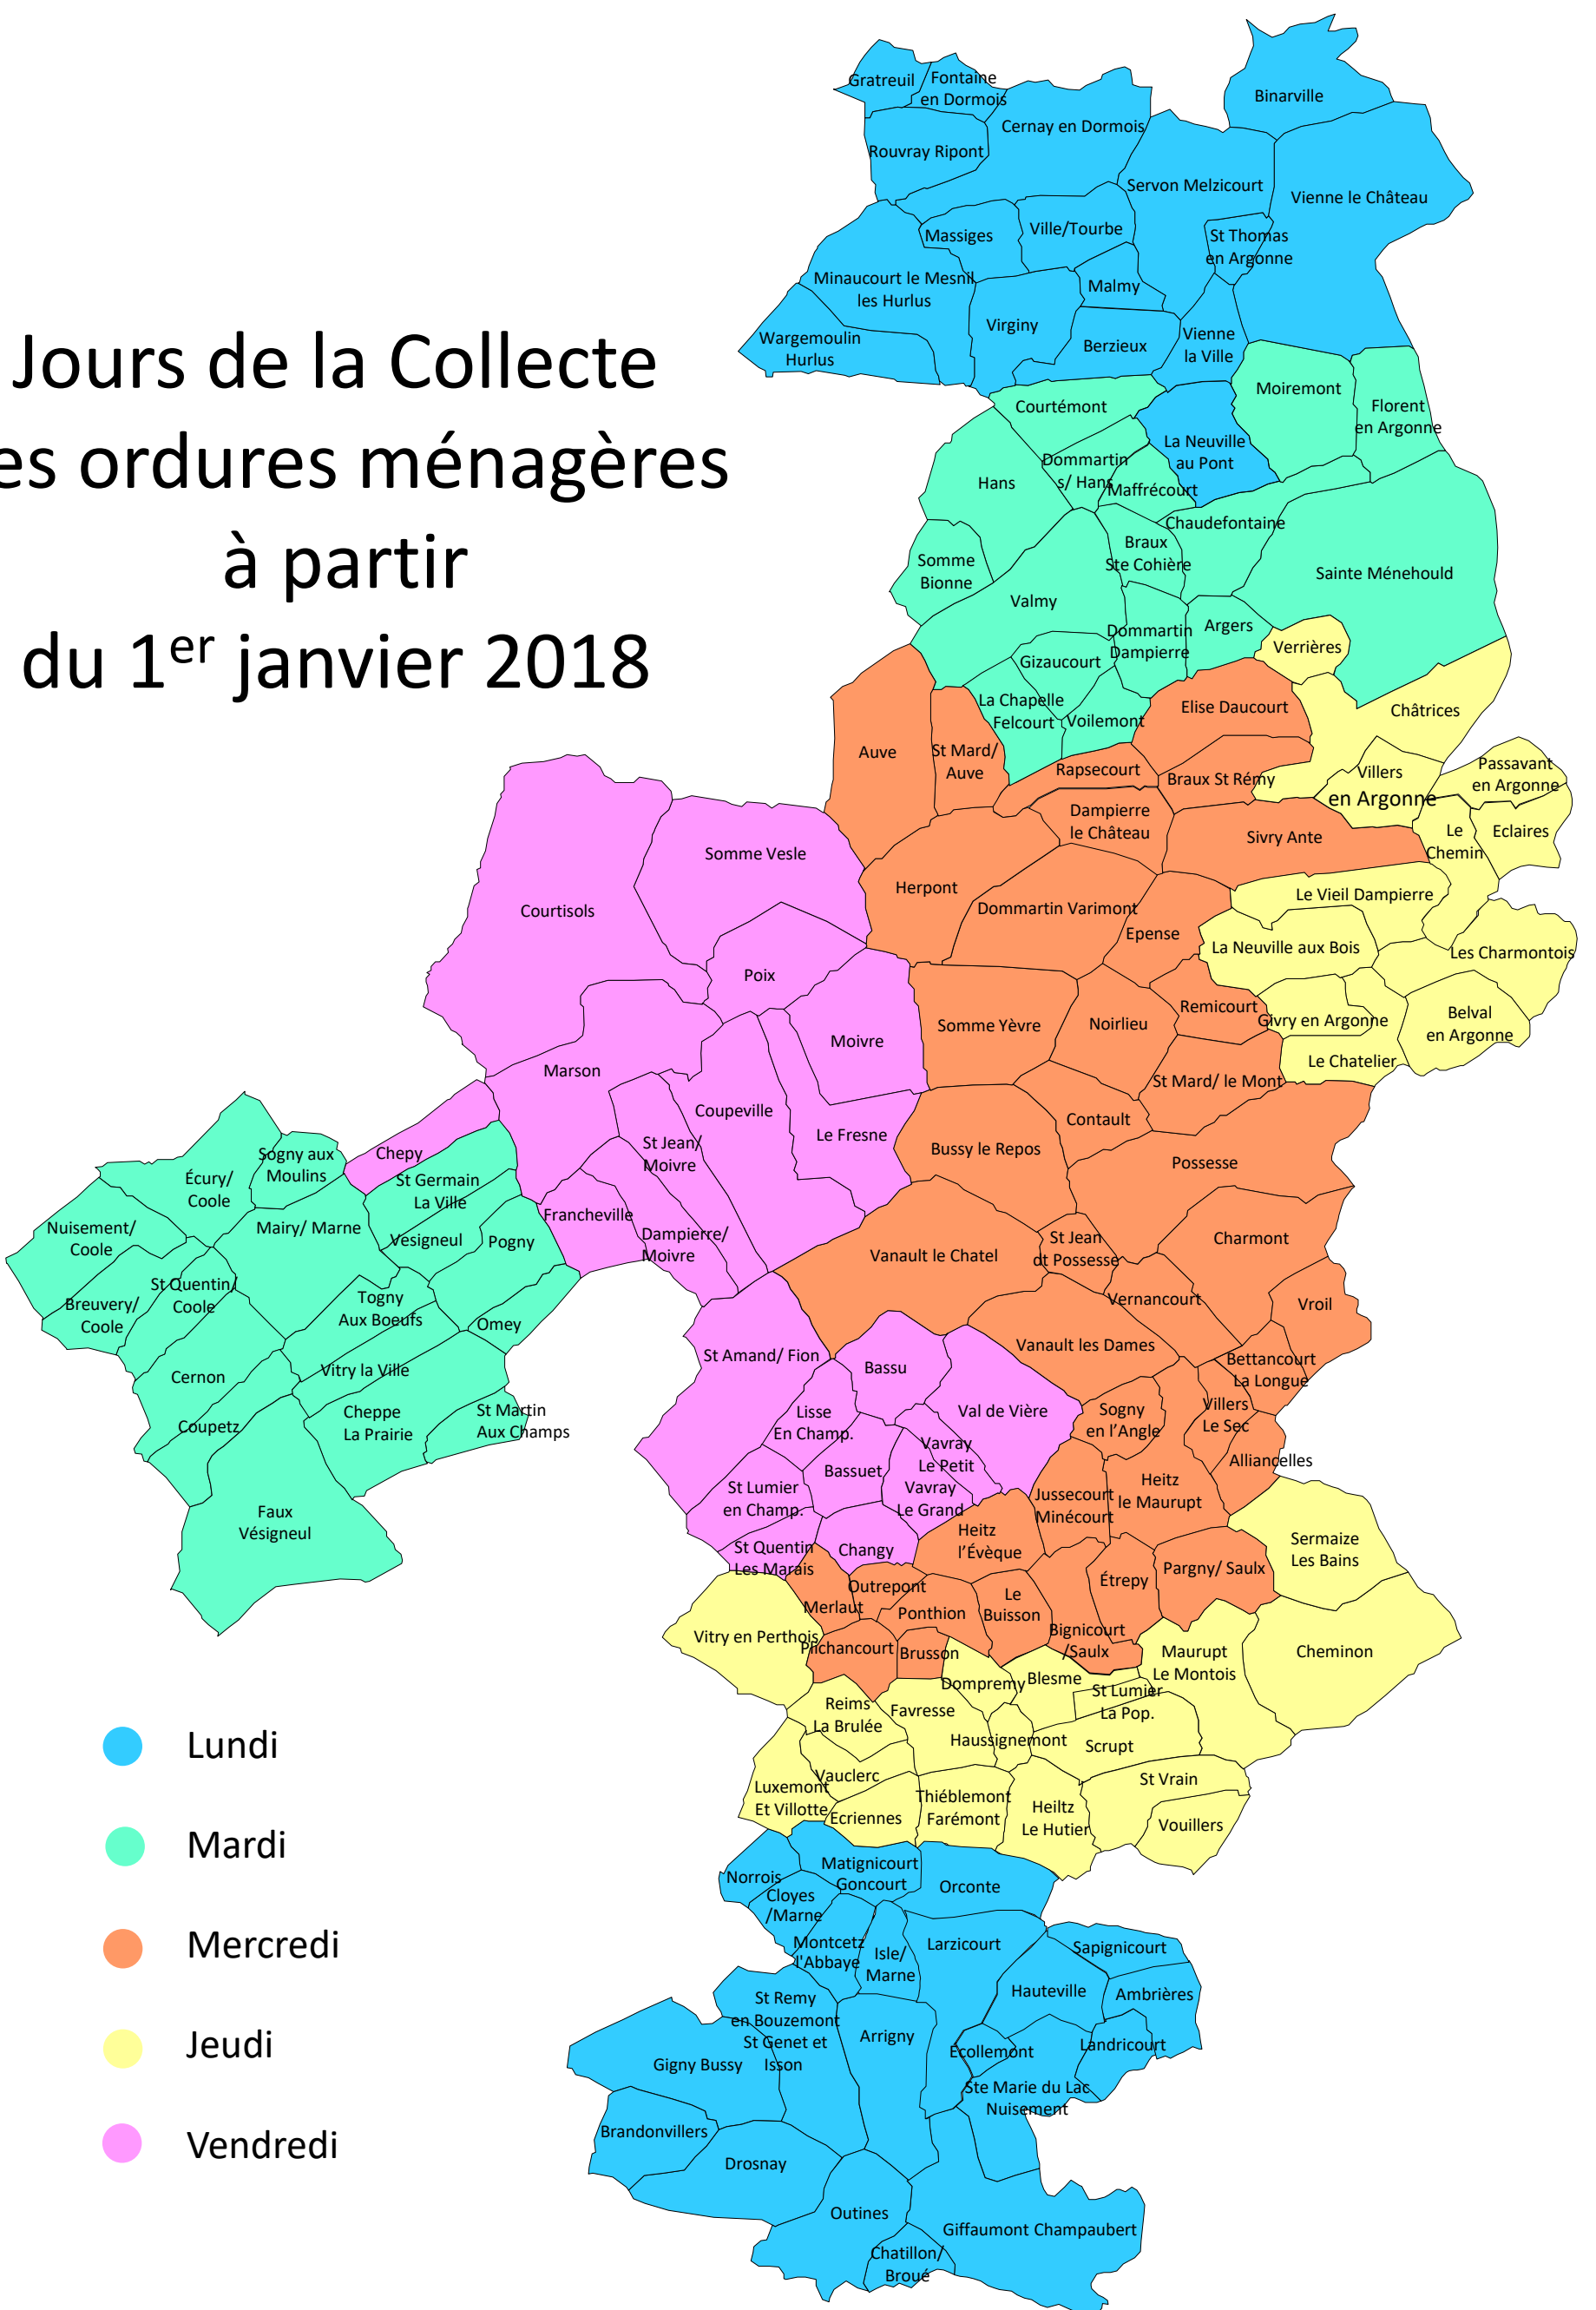 Jours de la Collecte
es ordures ménagères
à partir
du 1er janvier 2018
Gratreuil
Fontaine
en Dormois
Binarville
Cernay en Dormois
Rouvray Ripont
Servon Melzicourt
Vienne le Château
Massiges
Ville/Tourbe
St Thomas
en Argonne
Minaucourt le Mesnil
les Hurlus
Malmy
Virginy
Wargemoulin
Hurlus
Berzieux
Vienne
la Ville
Moiremont
Courtémont
Florent
en Argonne
La Neuville
au Pont
Dommartin
s/ Hans
Hans
Maffrécourt
Chaudefontaine
Braux
Ste Cohière
Somme
Bionne
Sainte Ménehould
Valmy
Argers
Dommartin
Dampierre
Verrières
Gizaucourt
La Chapelle
Felcourt
Voilemont
Elise Daucourt
Châtrices
Auve
St Mard/
Auve
Rapsecourt
Braux St Rémy
Villers
en Argonne
Passavant
en Argonne
Dampierre
le Château
Sivry Ante
Le
Chemin
Eclaires
Somme Vesle
Herpont
Le Vieil Dampierre
Courtisols
Dommartin Varimont
Epense
La Neuville aux Bois
Les Charmontois
Poix
Remicourt
Givry en Argonne
Belval
en Argonne
Somme Yèvre
Noirlieu
Moivre
Le Chatelier
Marson
St Mard/ le Mont
Coupeville
Contault
Le Fresne
St Jean/
Moivre
Bussy le Repos
Possesse
Chepy
Sogny aux
Moulins
Écury/
Coole
St Germain
La Ville
Francheville
Nuisement/
Coole
Mairy/ Marne
Vesigneul
Pogny
Dampierre/
Moivre
Vanault le Chatel
St Jean
dt Possesse
Charmont
St Quentin/
Coole
Breuvery/
Coole
Togny
Aux Boeufs
Omey
Vernancourt
Vroil
St Amand/ Fion
Vanault les Dames
Bassu
Bettancourt
La Longue
Cernon
Vitry la Ville
Lisse
En Champ.
Val de Vière
Sogny
en l’Angle
Villers
Le Sec
Coupetz
Cheppe
La Prairie
St Martin
Aux Champs
Vavray
Le Petit
Alliancelles
Bassuet
St Lumier
en Champ.
Vavray
Le Grand
Jussecourt
Minécourt
Heitz
le Maurupt
Faux
Vésigneul
Heitz
l’Évèque
Sermaize
Les Bains
St Quentin
Les Marais
Changy
Étrepy
Pargny/ Saulx
Outrepont
Merlaut
Ponthion
Le
Buisson
Bignicourt
/Saulx
Vitry en Perthois
Plichancourt
Brusson
Maurupt
Le Montois
Cheminon
Dompremy
Blesme
St Lumier
La Pop.
Reims
La Brulée
Favresse
Haussignemont
Scrupt
Lundi
Vauclerc
St Vrain
Luxemont
Et Villotte
Ecriennes
Thiéblemont
Farémont
Heiltz
Le Hutier
Vouillers
Mardi
Norrois
Matignicourt
Goncourt
Orconte
Cloyes
/Marne
Montcetz
l'Abbaye
Isle/
Marne
Larzicourt
Sapignicourt
Mercredi
Hauteville
Ambrières
St Remy
en Bouzemont
St Genet et
Isson
Arrigny
Ecollemont
Landricourt
Jeudi
Gigny Bussy
Ste Marie du Lac
Nuisement
Brandonvillers
Vendredi
Drosnay
Outines
Giffaumont Champaubert
Chatillon/
Broué